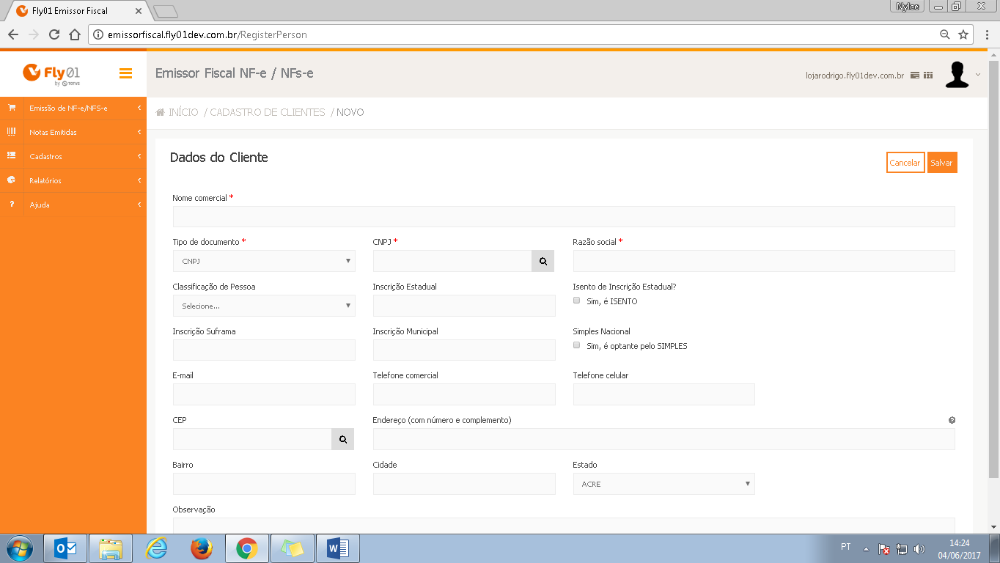 Fly01 Emissor Fiscal
Nylce
emissorfiscal.fly01dev.com.br/RegisterPerson
Fly01
by TOTVS
Emissor Fiscal NF-e / NFs-e
lojarodrigo.fly01dev.com.br
Emissão de NF-e/NFS-e
Notas Emitidas
Cadastros
Relatórios
Ajuda
INÍCIO / CADASTRO DE CLIENTES / NOVO
Dados do Cliente
Cancelar
Salvar
Nome comercial *
Tipo de documento *
CNPJ *
Razão social *
CNPJ
Classificação de Pessoa
Inscrição Estadual
Isento de Inscrição Estadual?
Selecione...
Sim, é ISENTO
Inscrição Suframa
Inscrição Municipal
Simples Nacional
Sim, é optante pelo SIMPLES
E-mail
Telefone comercial
Telefone celular
CEP
Endereço (com número e complemento)
Bairro
Cidade
Estado
ACRE
Observação
PT
14:24
04/06/2017